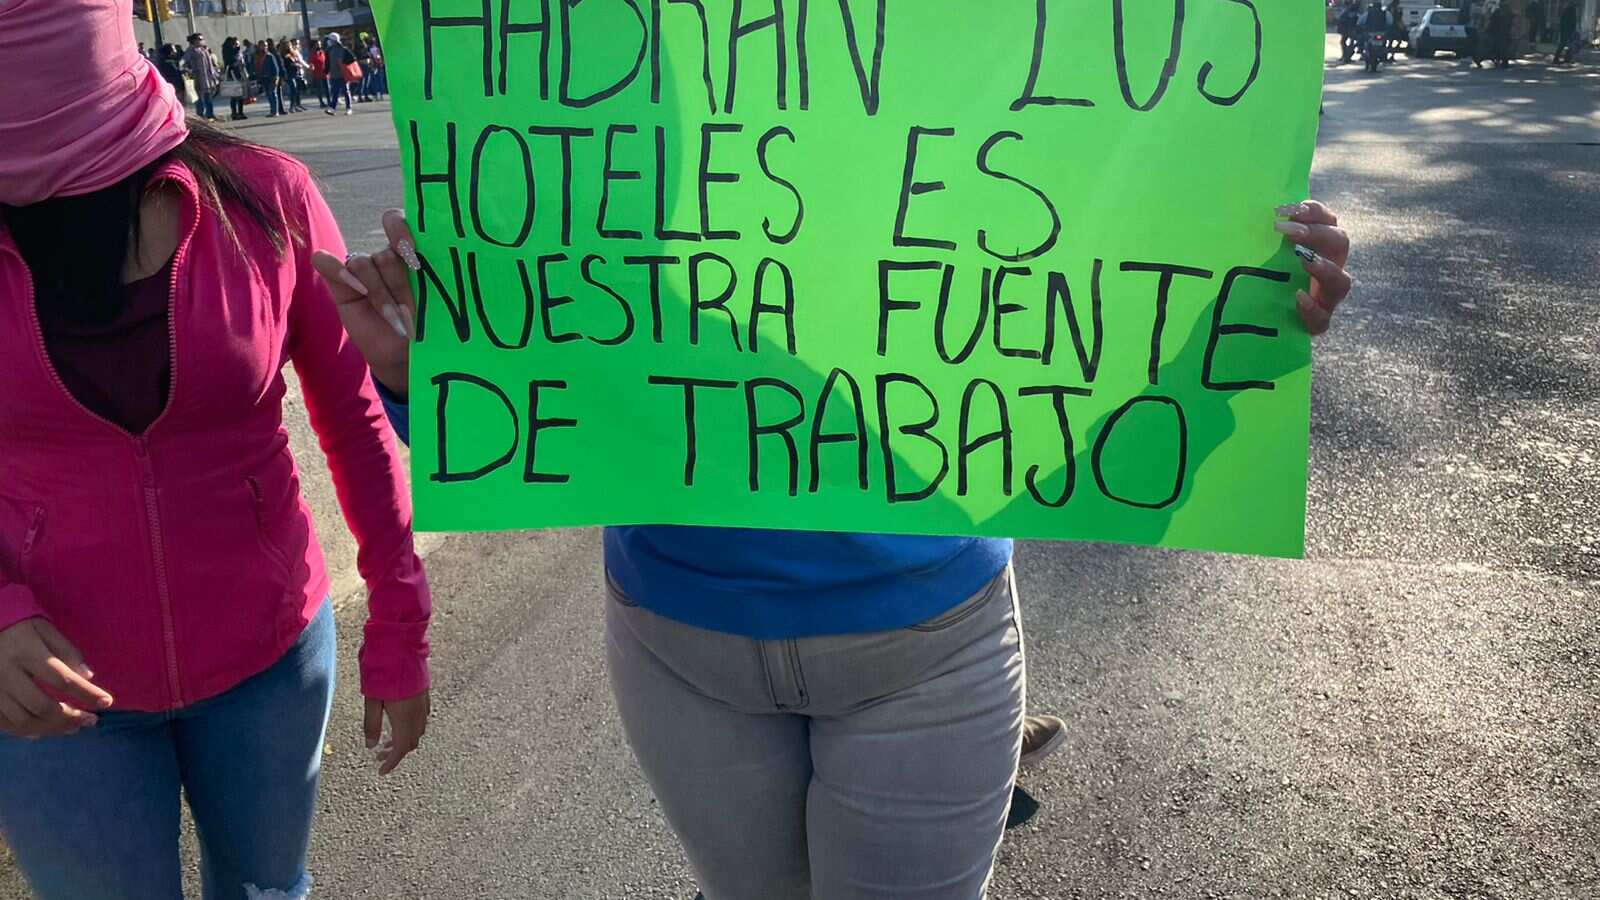 HABRAN LOS
HOTELES ES
NUESTRA FUENTE
DE TRABAJO